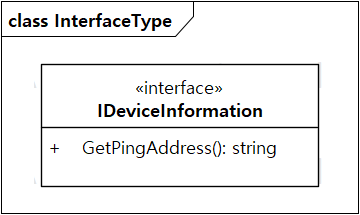 class InterfaceType
«interface»
IDeviceInformation
+ GetPingAddress(): string